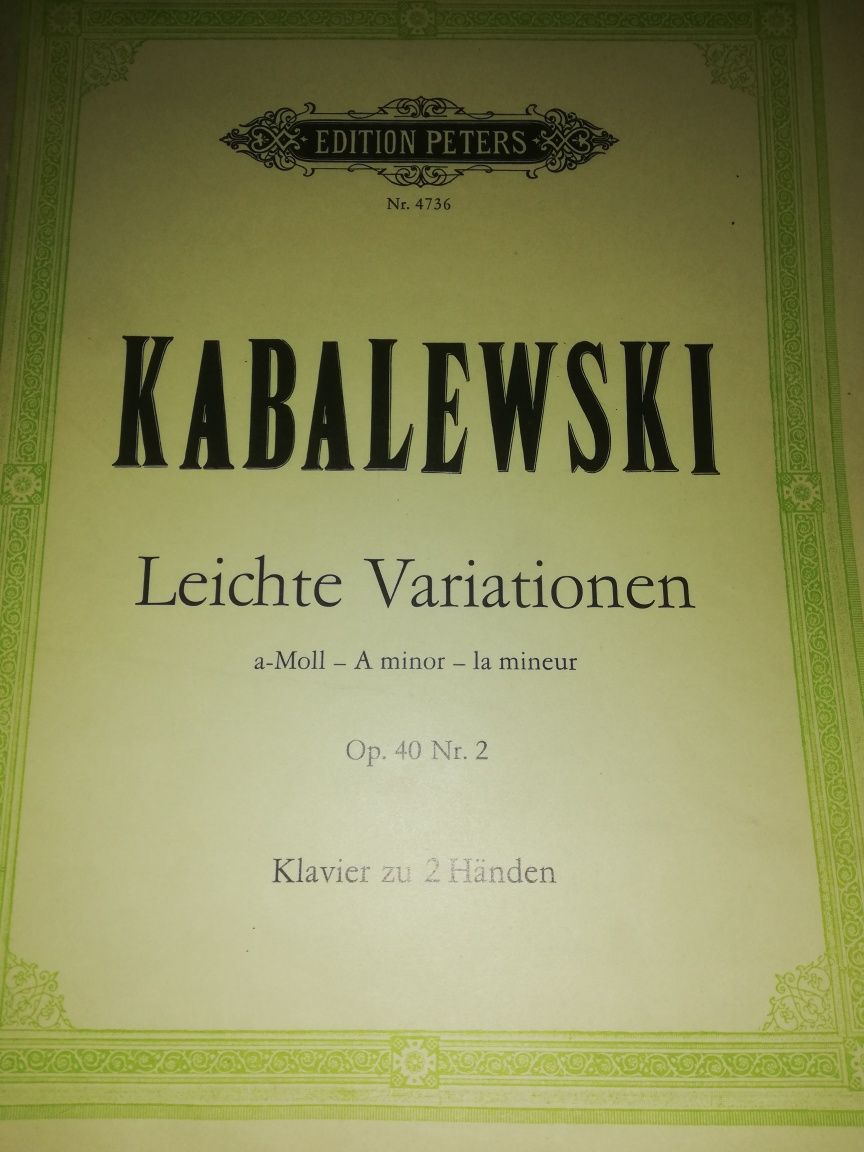 EDITION PETERS
Nr. 4736
KABALEWSKI
Leichte Variationen
a-Moll – A minor – la mineur
Op. 40 Nr. 2
Klavier zu 2 Händen